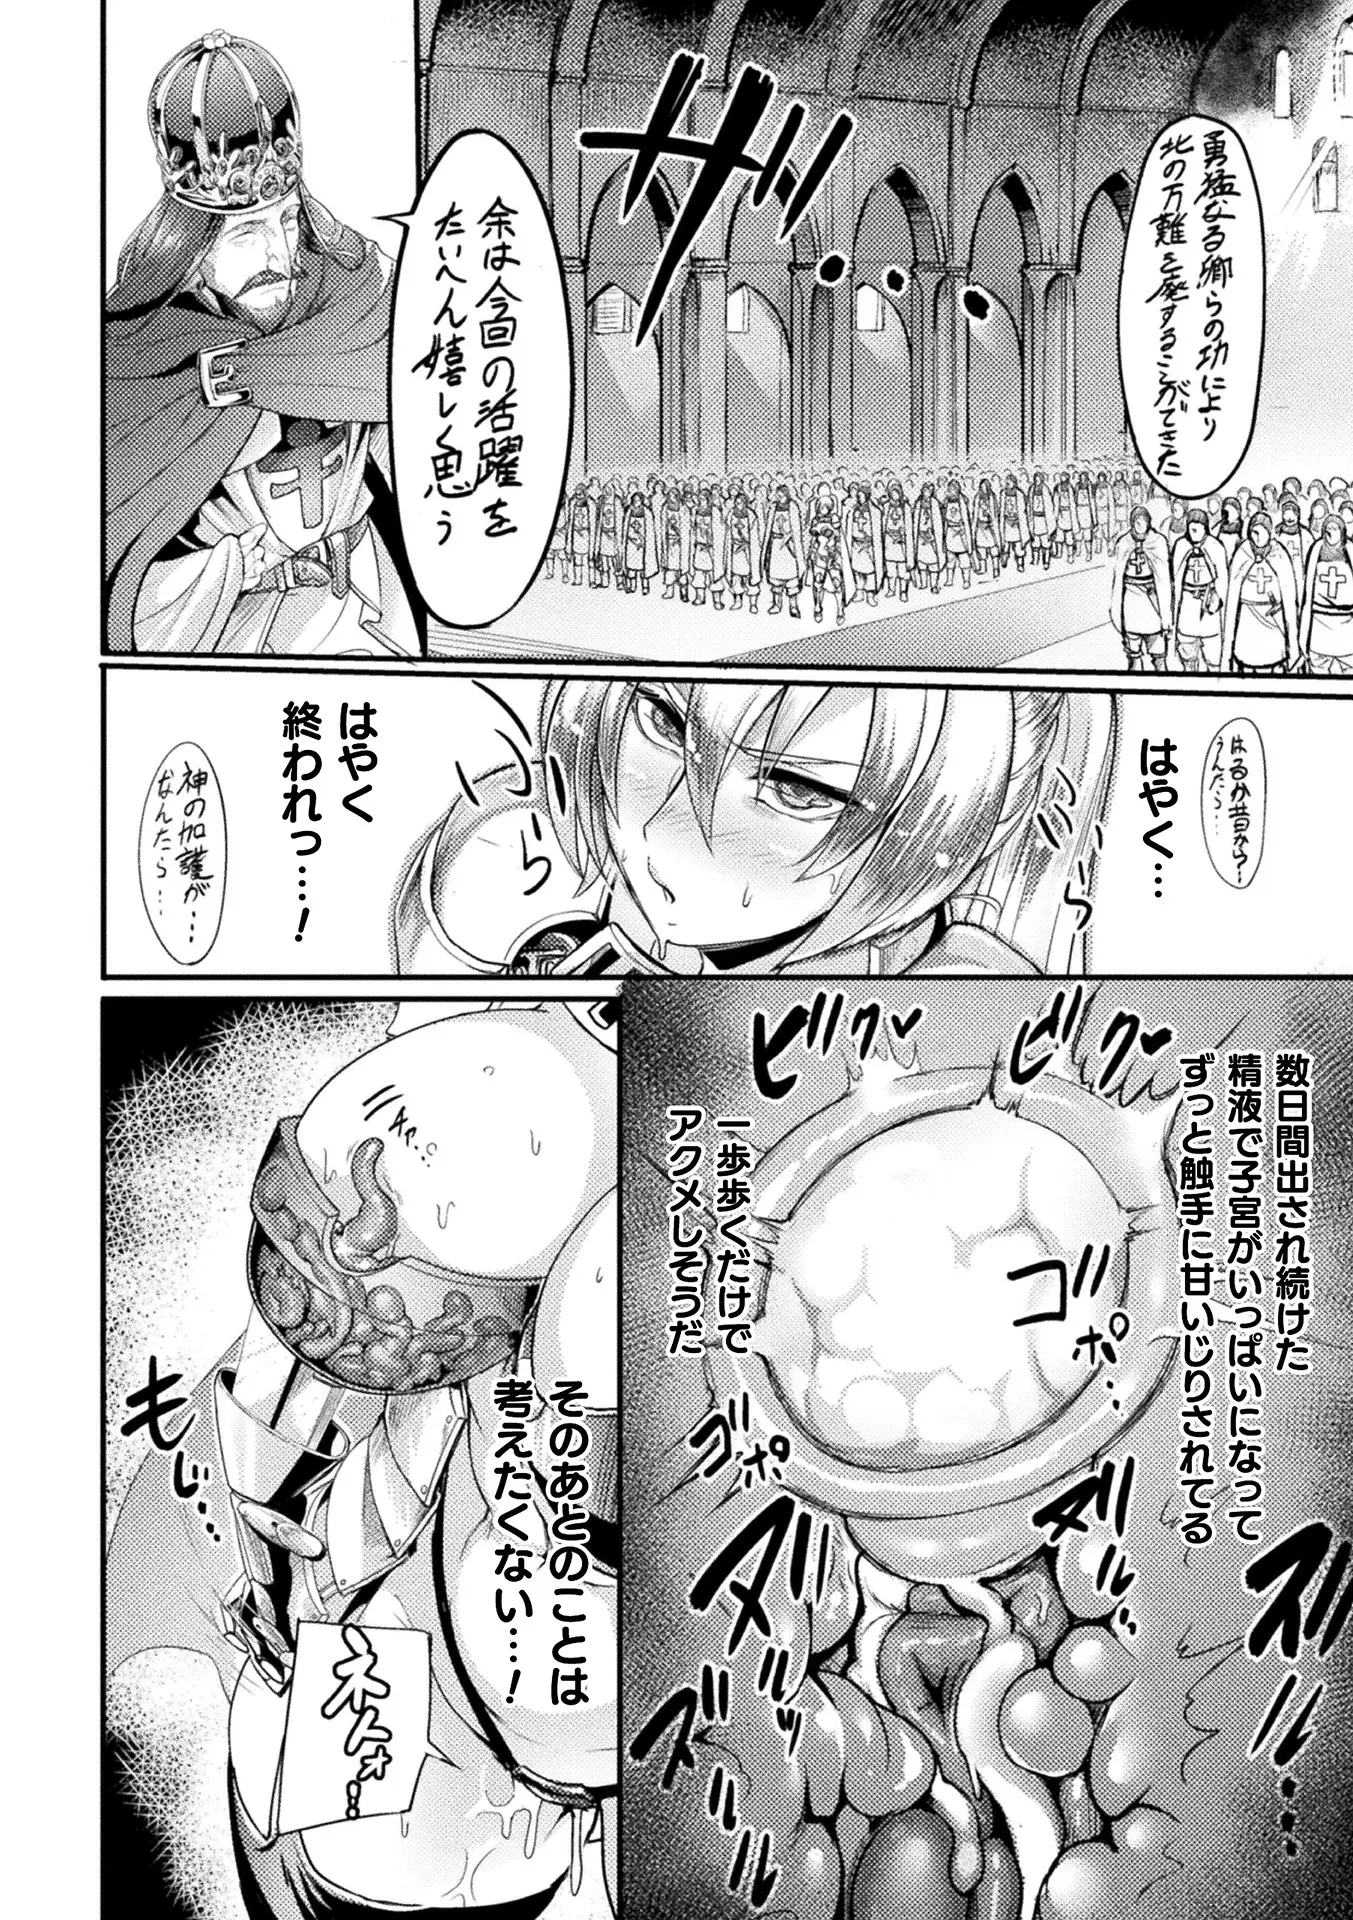 勇猛なる卿らの功により
北の万難を廃することができた
ザッ・・・
余は今回の活躍を
たいへん嬉しく思う
はるか昔から
うんたら…
はやく…
はやく
終われっ…！
神の加護が…
なんたら…
数日間出され続けた
精液で子宮がいっぱいになって
ずっと触手に甘いじりされてる
ビク
ビク
一歩歩くだけで
アクメしそうだ
ゴポ…
ゴポ
ズ…
そのあとのことは
考えたくない…！
もじ…